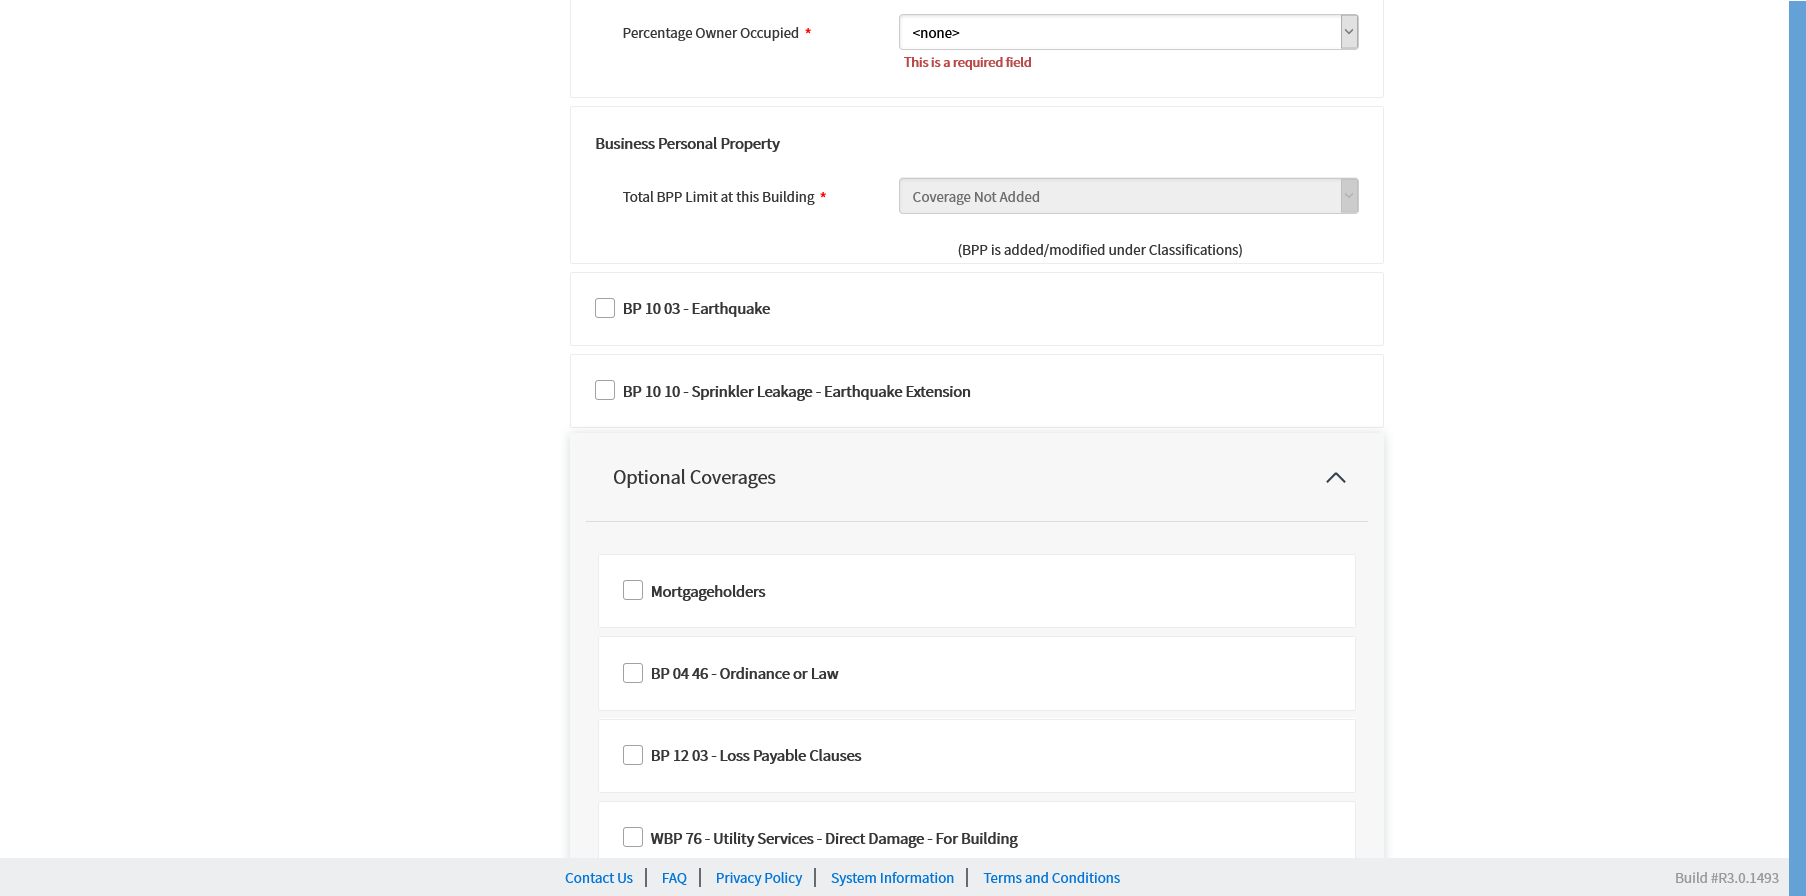 Percentage Owner Occupied *
<none>
This is a required field
Business Personal Property
Total BPP Limit at this Building *
Coverage Not Added
(BPP is added/modified under Classifications)
BP 10 03 - Earthquake
BP 10 10 - Sprinkler Leakage - Earthquake Extension
Optional Coverages
Mortgageholders
BP 04 46 - Ordinance or Law
BP 12 03 - Loss Payable Clauses
WBP 76 - Utility Services - Direct Damage - For Building
Contact Us | FAQ | Privacy Policy | System Information | Terms and Conditions
Build #R3.0.1493